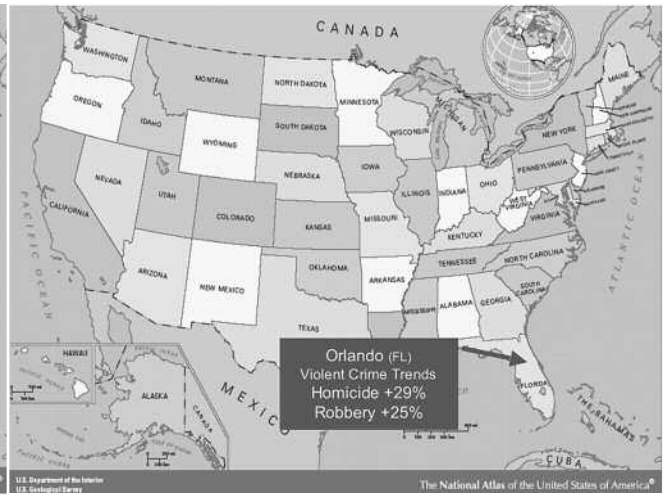 CANADA
WASHINGTON
MONTANA
NORTH DAKOTA
MINNESOTA
MAINE
OREGON
IDAHO
WYOMING
SOUTH DAKOTA
WISCONSIN
NEW YORK
NEBRASKA
IOWA
PENNSYLVANIA
NEVADA
UTAH
COLORADO
CALIFORNIA
KANSAS
MISSOURI
ILLINOIS
INDIANA
OHIO
WEST
VIRGINIA
VIRGINIA
KENTUCKY
ARIZONA
NEW MEXICO
OKLAHOMA
ARKANSAS
TENNESSEE
NORTH CAROLINA
SOUTH
CAROLINA
MISSISSIPPI
ALABAMA
GEORGIA
TEXAS
FLORIDA
PACIFIC OCEAN
ATLANTIC OCEAN
HAWAII
ALASKA
CANADA
MEXICO
THE BAHAMAS
CUBA
Orlando (FL)
Violent Crime Trends
Homicide +29%
Robbery +25%
U.S. Department of the Interior
U.S. Geological Survey
The National Atlas of the United States of America®